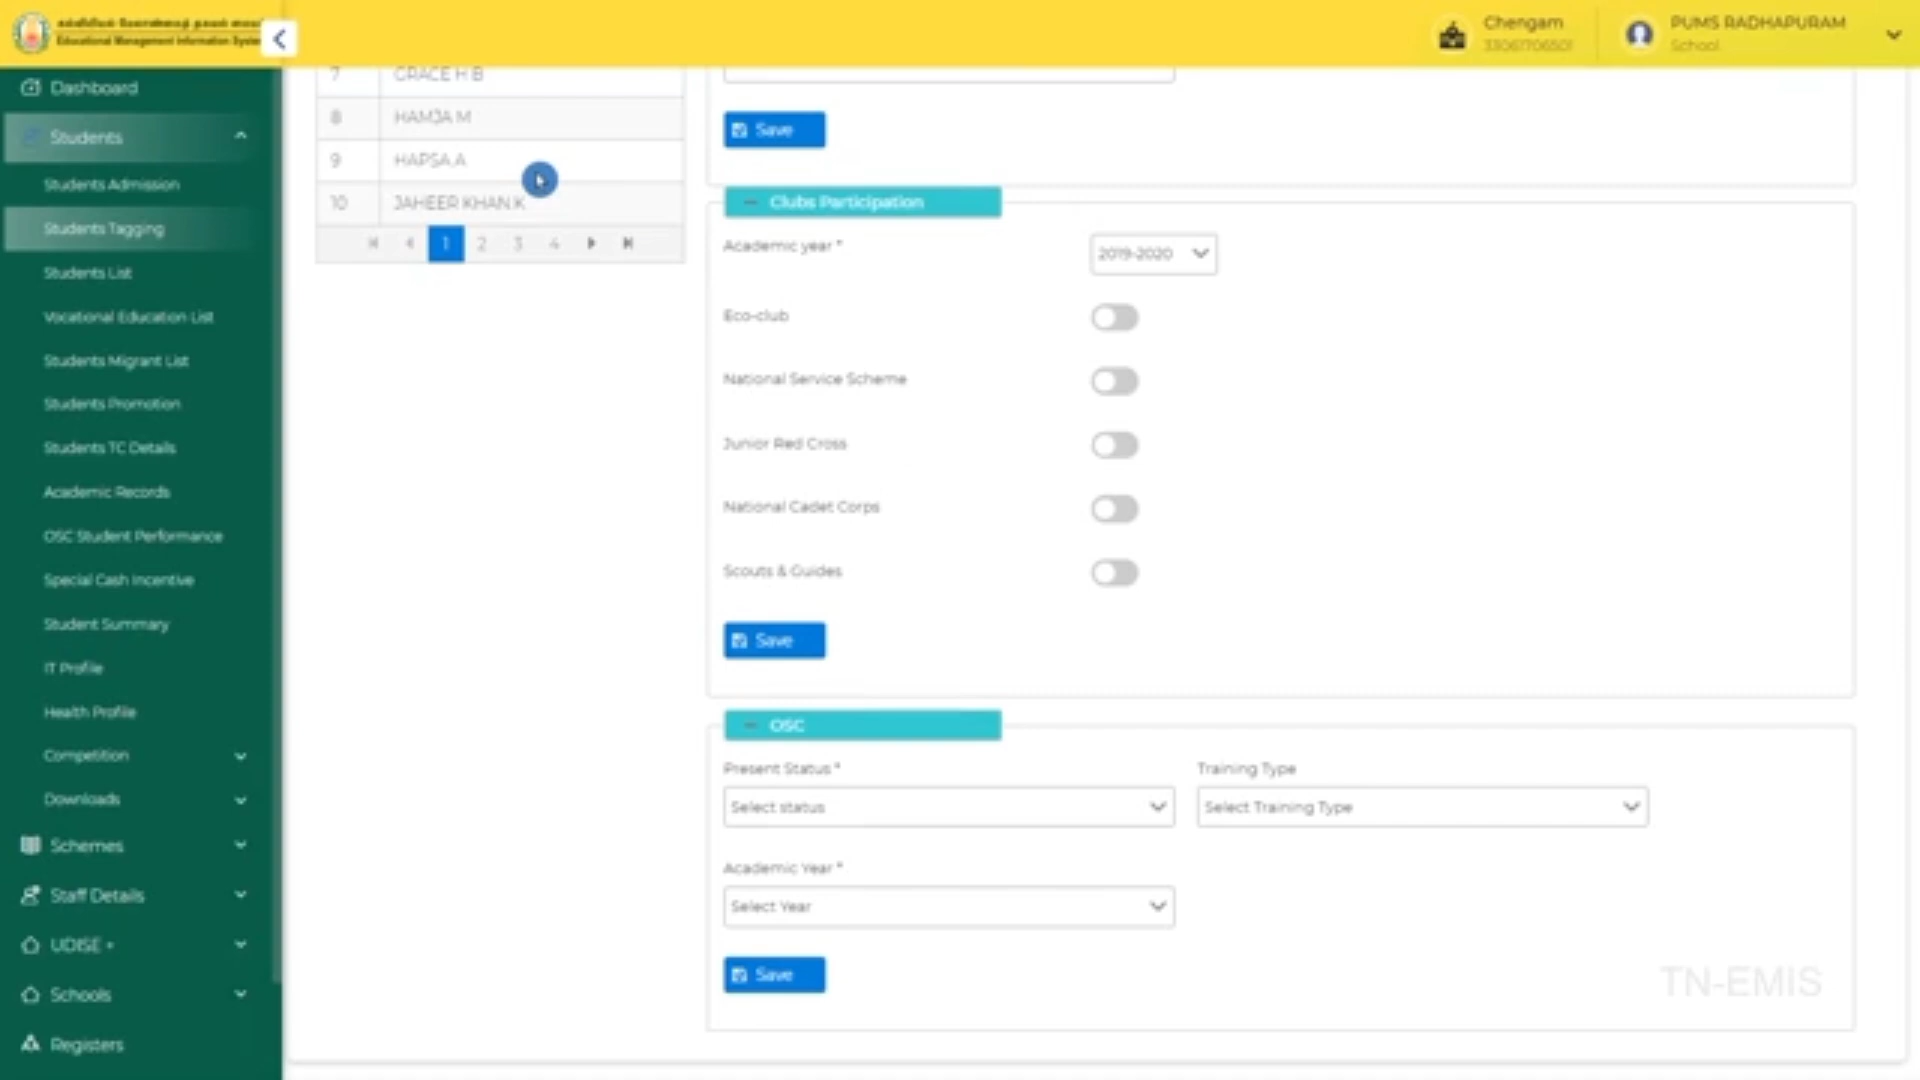 Educational Management Information System
Chengam
33061706501
PUMS RADHAPURAM
School
Dashboard
Students
Students Admission
Students Tagging
Students List
Vocational Education List
Students Migrant List
Students Promotion
Students TC Details
Academic Records
OSC Student Performance
Special Cash Incentive
Student Summary
IT Profile
Health Profile
Competition
Downloads
Schemes
Staff Details
UDISE +
Schools
Registers
7 GRACE H B
8 HAMJA M
9 HAPSA A
10 JAHEER KHAN K
1 2 3 4
Save
Clubs Participation
Academic year *
2019-2020
Eco-club
National Service Scheme
Junior Red Cross
National Cadet Corps
Scouts & Guides
Save
OSC
Present Status * Training Type
Select status Select Training Type
Academic Year *
Select Year
Save
TN-EMIS